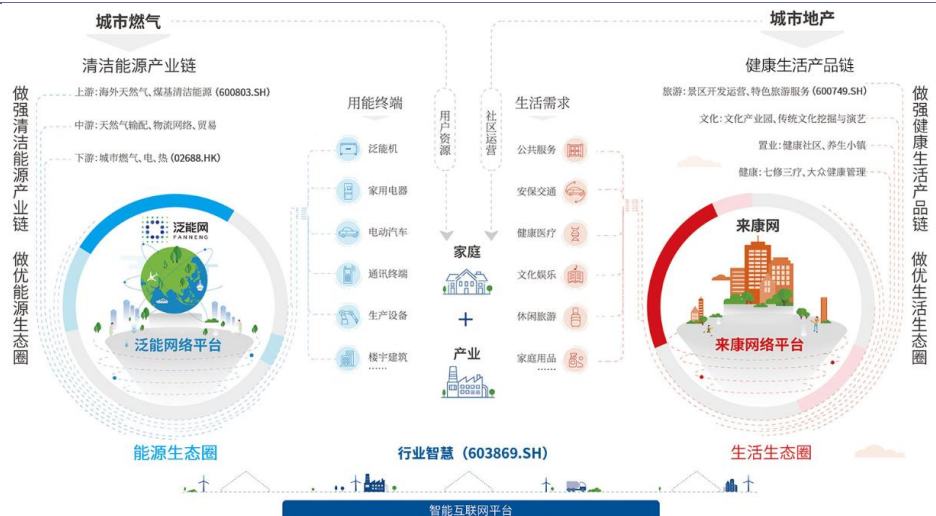 城市燃气
城市地产
清洁能源产业链
健康生活产品链
做强清洁能源产业链 做优能源生态圈
上游:海外天然气、煤基清洁能源 (600803.SH)
中游:天然气输配、物流网络、贸易
下游:城市燃气、电、热 (02688.HK)
用能终端
泛能机
家用电器
电动汽车
通讯终端
生产设备
楼宇建筑
……
用户资源
社区运营
家庭
+
产业
生活需求
公共服务
安保交通
健康医疗
文化娱乐
休闲旅游
家庭用品
……
旅游:景区开发运营、特色旅游服务 (600749.SH)
文化:文化产业园、传统文化挖掘与演艺
置业:健康社区、养生小镇
健康:七修三疗、大众健康管理
做强健康生活产品链 做优生活生态圈
泛能网
FANNENG
泛能网络平台
能源生态圈
来康网
来康网络平台
生活生态圈
行业智慧(603869.SH)
智能互联网平台